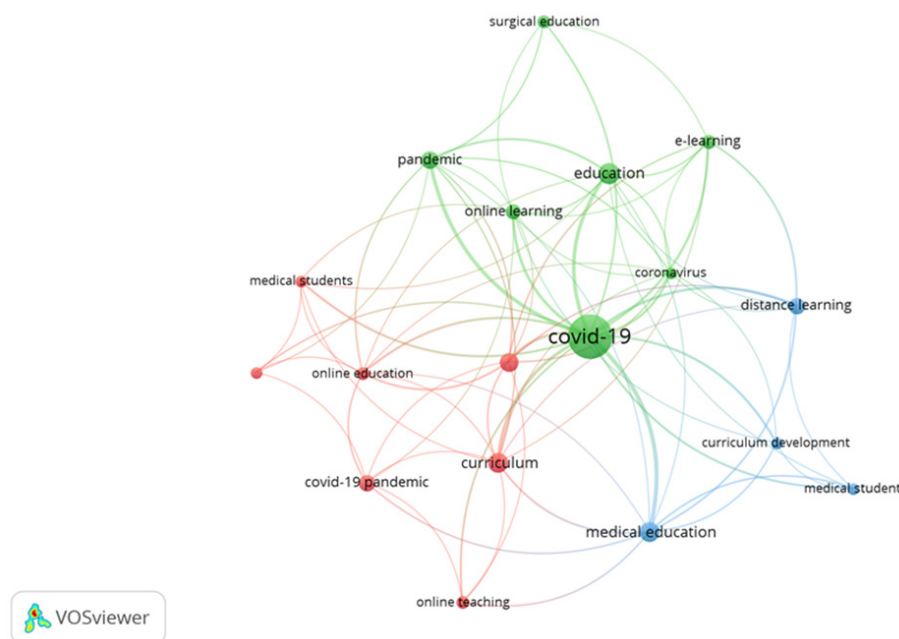 surgical education
e-learning
pandemic
education
online learning
coronavirus
medical students
distance learning
covid-19
online education
curriculum development
curriculum
covid-19 pandemic
medical student
medical education
online teaching
VOSviewer